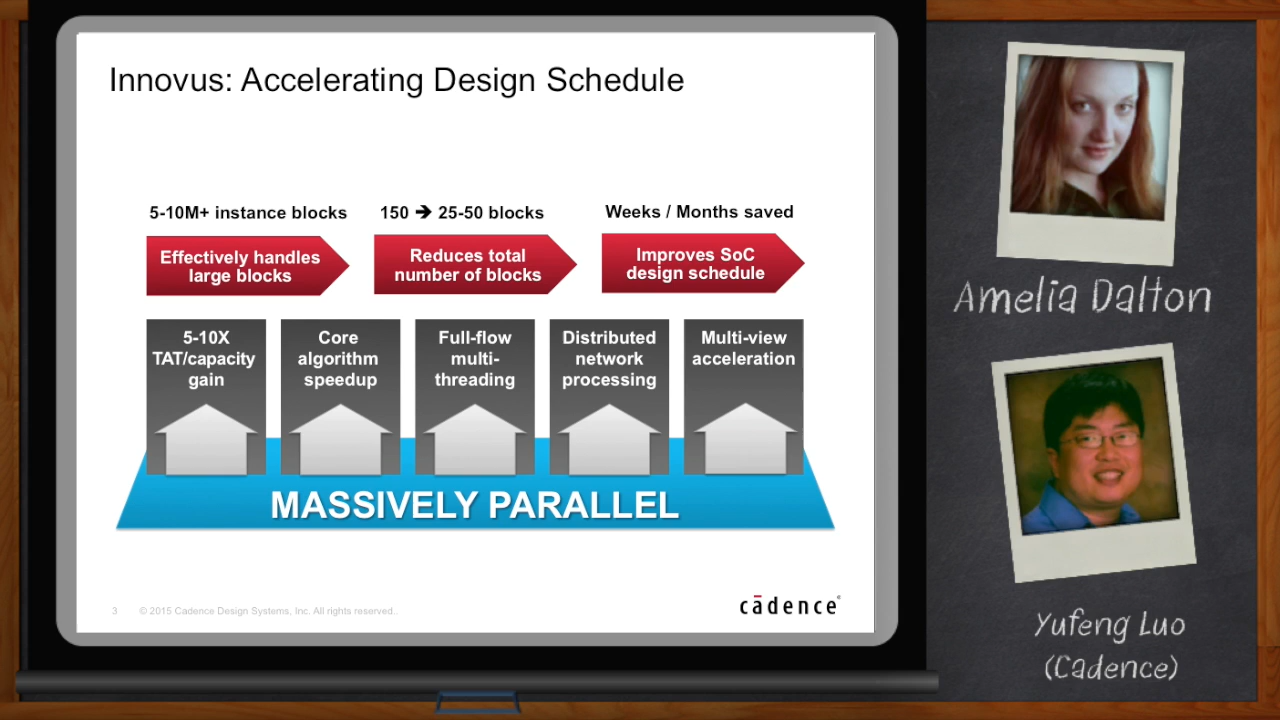 Innovus: Accelerating Design Schedule
5-10M+ instance blocks
150 ➔ 25-50 blocks
Weeks / Months saved
Effectively handles
large blocks
Reduces total
number of blocks
Improves SoC
design schedule
5-10X
TAT/capacity
gain
Core
algorithm
speedup
Full-flow
multi-
threading
Distributed
network
processing
Multi-view
acceleration
MASSIVELY PARALLEL
3 © 2015 Cadence Design Systems, Inc. All rights reserved..
cādence®
Amelia Dalton
Yufeng Luo
(Cadence)